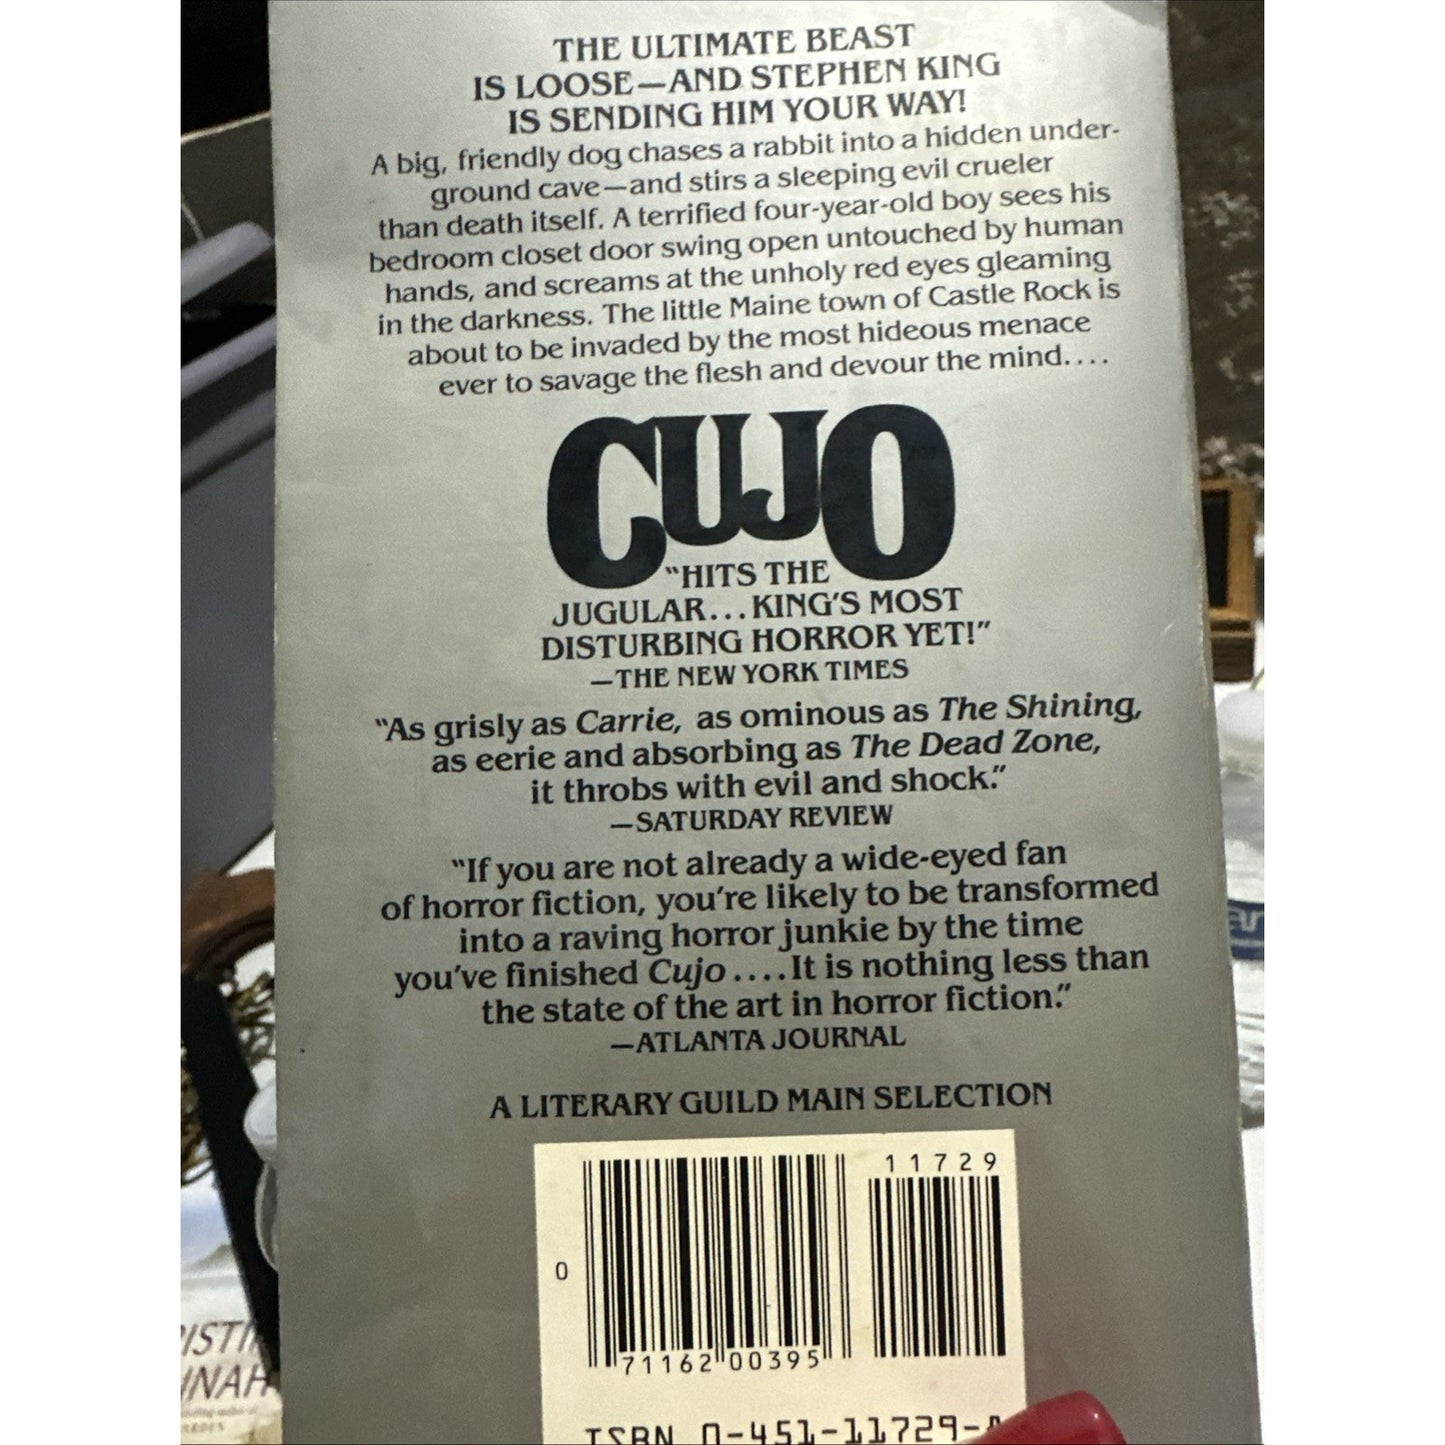 THE ULTIMATE BEAST
IS LOOSE—AND STEPHEN KING
IS SENDING HIM YOUR WAY!
A big, friendly dog chases a rabbit into a hidden under-
ground cave—and stirs a sleeping evil crueler
than death itself. A terrified four-year-old boy sees his
bedroom closet door swing open untouched by human
hands, and screams at the unholy red eyes gleaming
in the darkness. The little Maine town of Castle Rock is
about to be invaded by the most hideous menace
ever to savage the flesh and devour the mind....
CUJO
"HITS THE
JUGULAR...KING'S MOST
DISTURBING HORROR YET!"
—THE NEW YORK TIMES
"As grisly as Carrie, as ominous as The Shining,
as eerie and absorbing as The Dead Zone,
it throbs with evil and shock."
—SATURDAY REVIEW
"If you are not already a wide-eyed fan
of horror fiction, you're likely to be transformed
into a raving horror junkie by the time
you've finished Cujo....It is nothing less than
the state of the art in horror fiction."
—ATLANTA JOURNAL
A LITERARY GUILD MAIN SELECTION
11729
0
71162 00395
ISBN 0-451-11729-